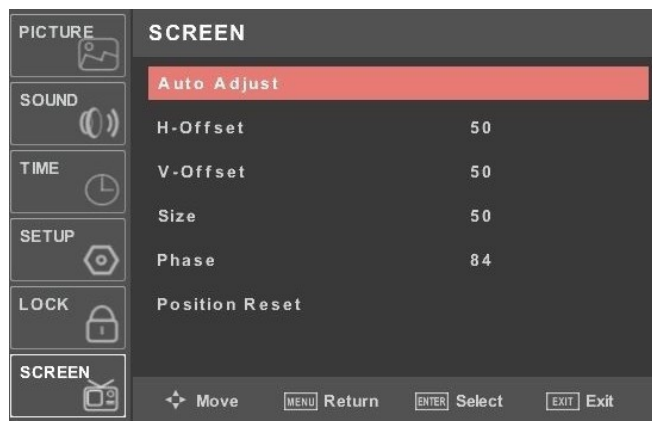 PICTURE
SOUND
TIME
SETUP
LOCK
SCREEN
SCREEN
Auto Adjust
H-Offset 50
V-Offset 50
Size 50
Phase 84
Position Reset
Move MENU Return ENTER Select EXIT Exit